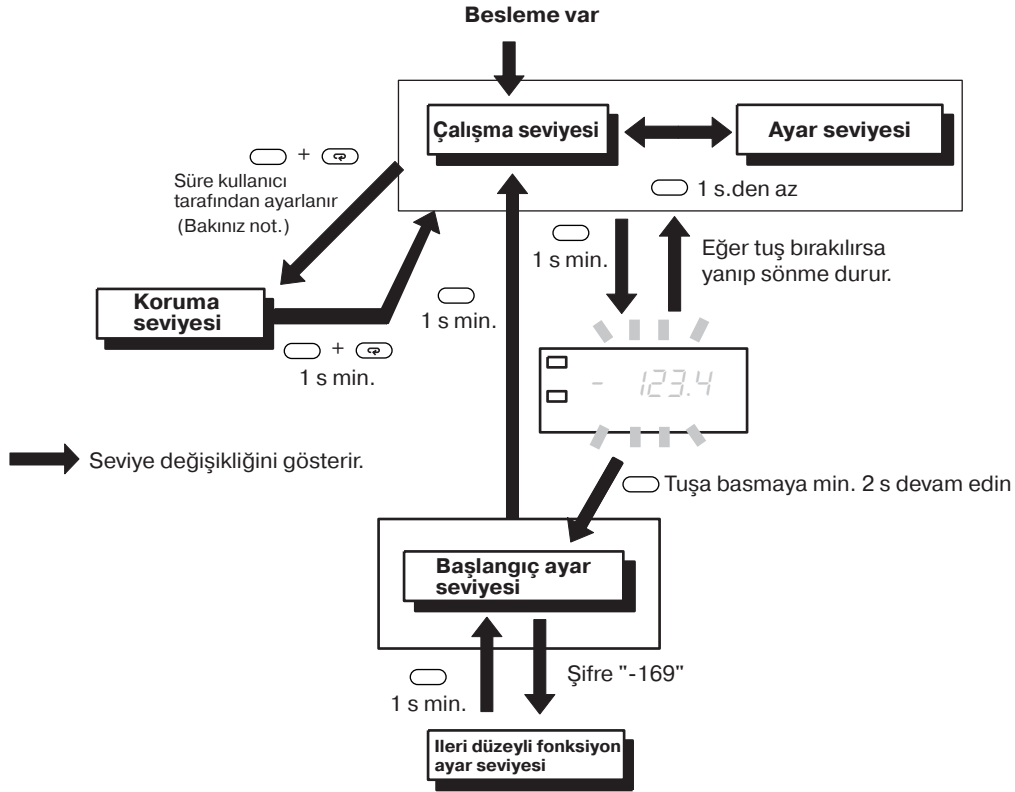 Besleme var
Çalışma seviyesi
Ayar seviyesi
+
Süre kullanıcı
tarafından ayarlanır
(Bakınız not.)
1 s.den az
1 s min.
Eğer tuş bırakılırsa
yanıp sönme durur.
Koruma
seviyesi
1 s min.
+
1 s min.
- 123.4
Seviye değişikliğini gösterir.
Tuşa basmaya min. 2 s devam edin
Başlangıç ayar
seviyesi
Şifre "-169"
1 s min.
Ileri düzeyli fonksiyon
ayar seviyesi